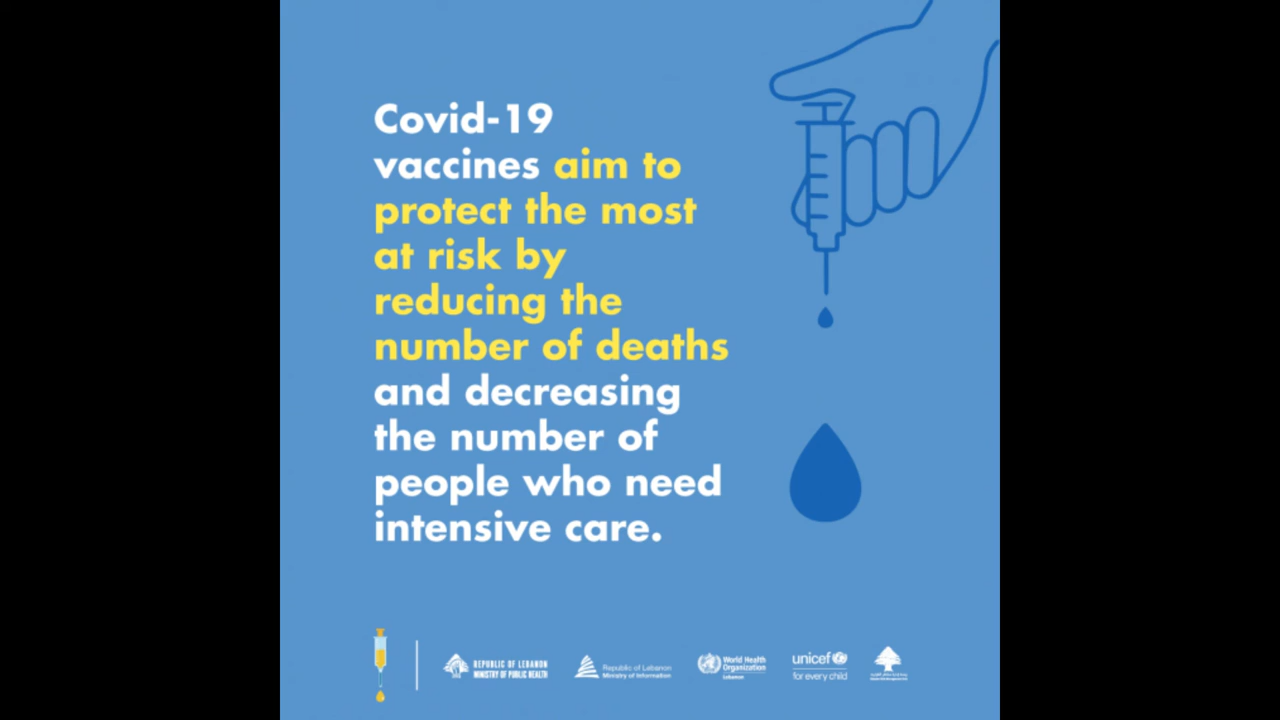 Covid-19
vaccines aim to
protect the most
at risk by
reducing the
number of deaths
and decreasing
the number of
people who need
intensive care.
REPUBLIC OF LEBANON
MINISTRY OF PUBLIC HEALTH
Republic of Lebanon
Ministry of Information
World Health
Organization
Lebanon
unicef
for every child